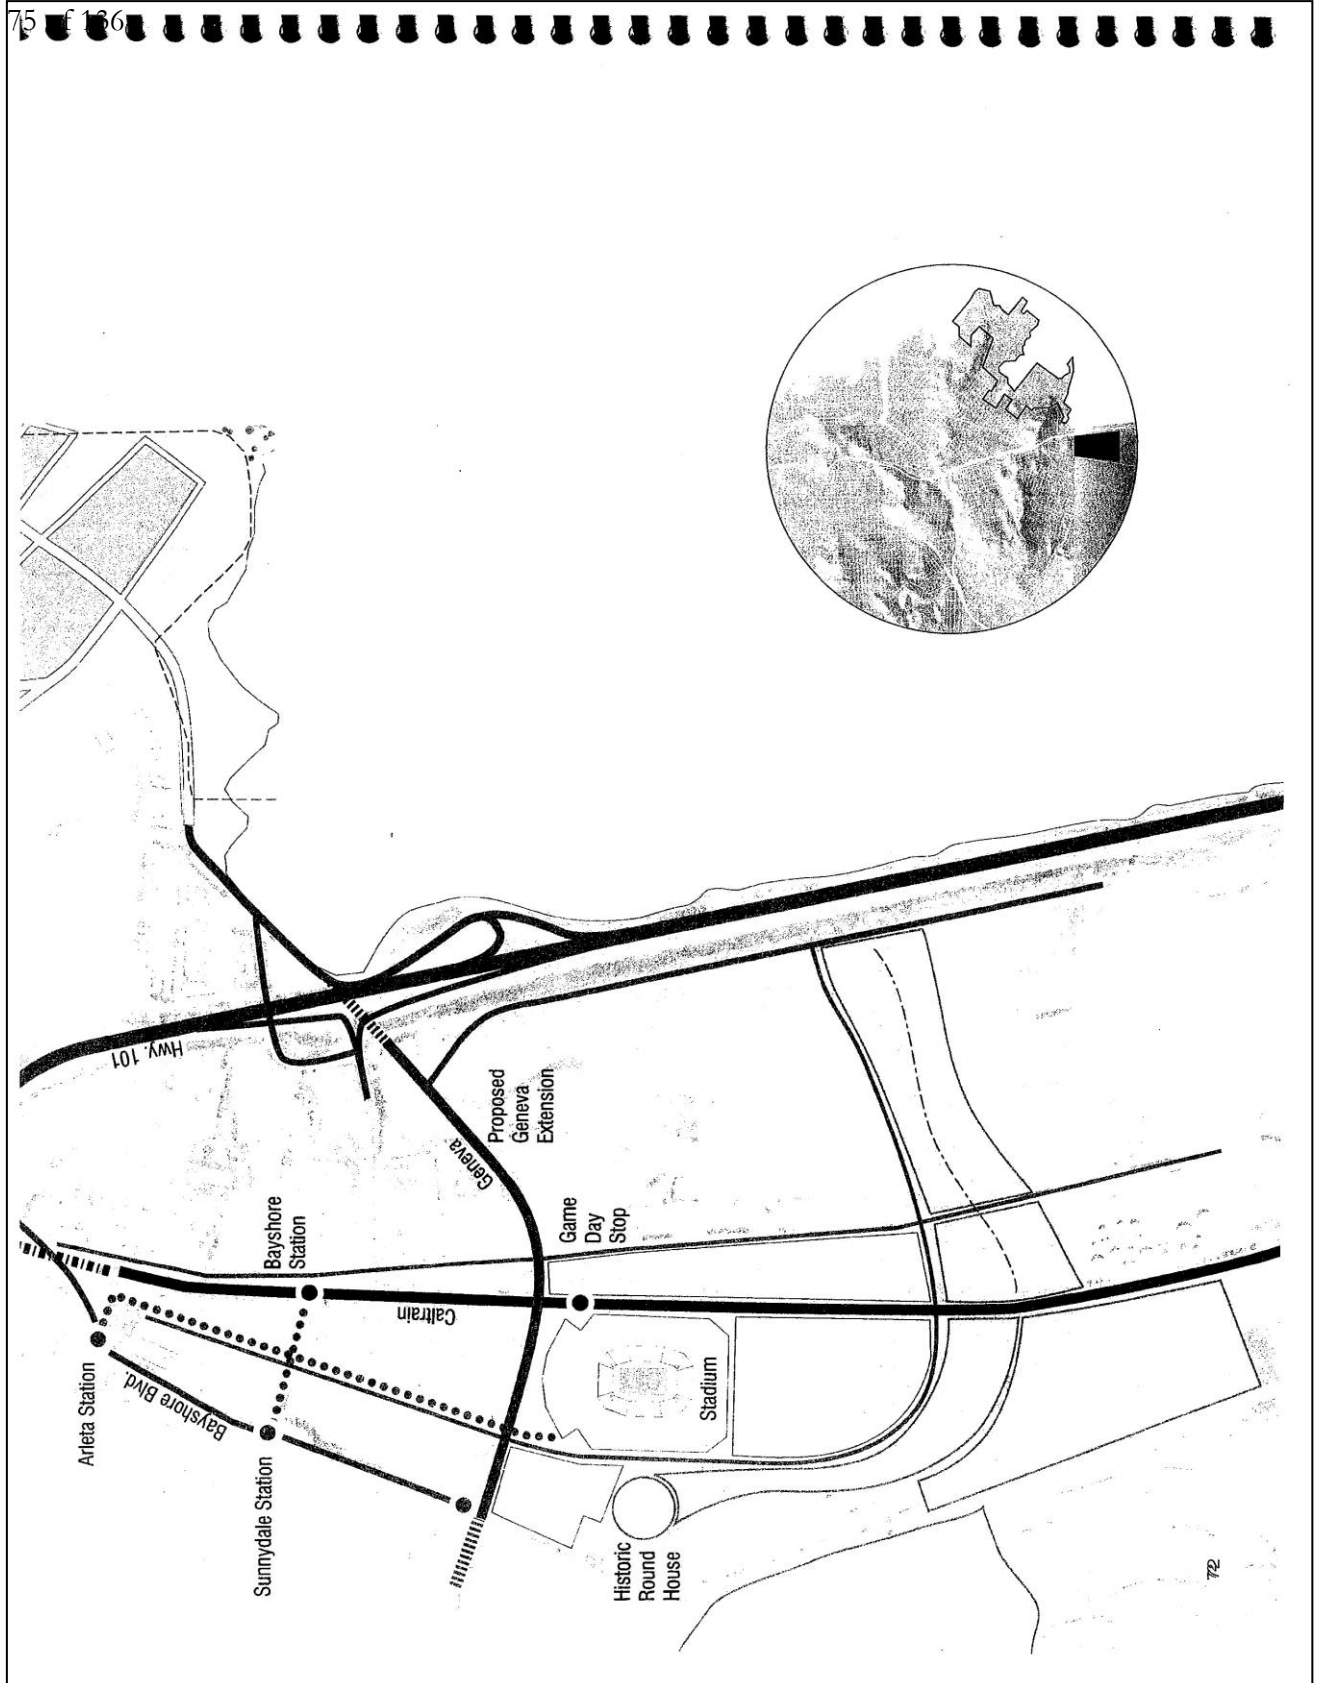 75 of 136
Hwy. 101
Proposed
Geneva
Extension
Geneva
Bayshore
Station
Game
Day
Stop
Caltrain
Arleta Station
Bayshore Blvd.
Stadium
Sunnydale Station
Historic
Round
House